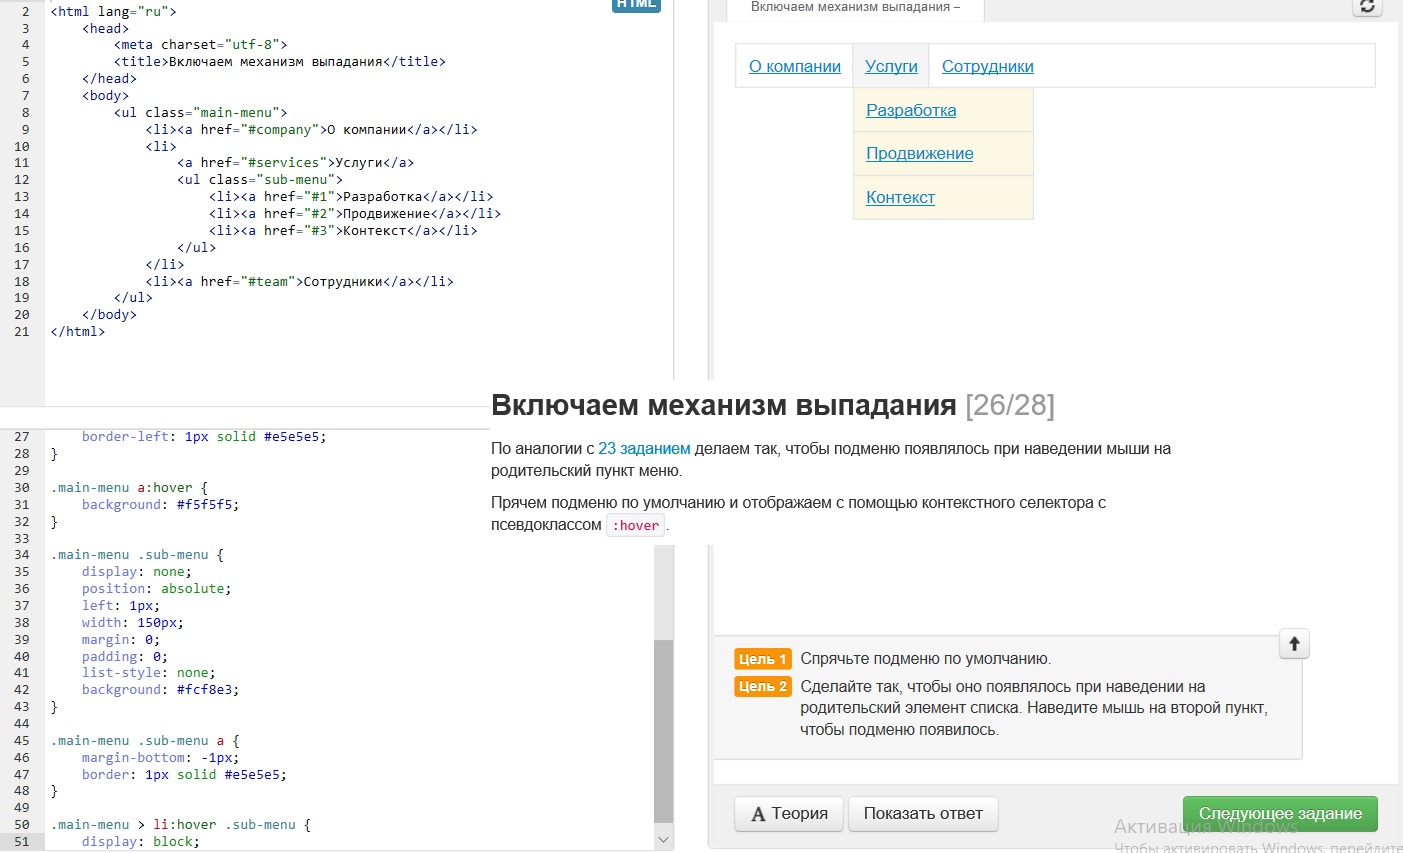 HTML
2 <html lang="ru">
3 <head>
4 <meta charset="utf-8">
5 <title>Включаем механизм выпадания</title>
6 </head>
7 <body>
8 <ul class="main-menu">
9 <li><a href="#company">О компании</a></li>
10 <li>
11 <a href="#services">Услуги</a>
12 <ul class="sub-menu">
13 <li><a href="#1">Разработка</a></li>
14 <li><a href="#2">Продвижение</a></li>
15 <li><a href="#3">Контекст</a></li>
16 </ul>
17 </li>
18 <li><a href="#team">Сотрудники</a></li>
19 </ul>
20 </body>
21 </html>
Включаем механизм выпадания –
О компании Услуги Сотрудники
Разработка
Продвижение
Контекст
Включаем механизм выпадания [26/28]
По аналогии с 23 заданием делаем так, чтобы подменю появлялось при наведении мыши на
родительский пункт меню.
Прячем подменю по умолчанию и отображаем с помощью контекстного селектора с
псевдоклассом :hover .
27 border-left: 1px solid #e5e5e5;
28 }
29
30 .main-menu a:hover {
31 background: #f5f5f5;
32 }
33
34 .main-menu .sub-menu {
35 display: none;
36 position: absolute;
37 left: 1px;
38 width: 150px;
39 margin: 0;
40 padding: 0;
41 list-style: none;
42 background: #fcf8e3;
43 }
44
45 .main-menu .sub-menu a {
46 margin-bottom: -1px;
47 border: 1px solid #e5e5e5;
48 }
49
50 .main-menu > li:hover .sub-menu {
51 display: block;
Цель 1 Спрячьте подменю по умолчанию.
Цель 2 Сделайте так, чтобы оно появлялось при наведении на
родительский элемент списка. Наведите мышь на второй пункт,
чтобы подменю появилось.
A Теория Показать ответ Следующее задание
Активация Windows
Чтобы активировать Windows, перейдите